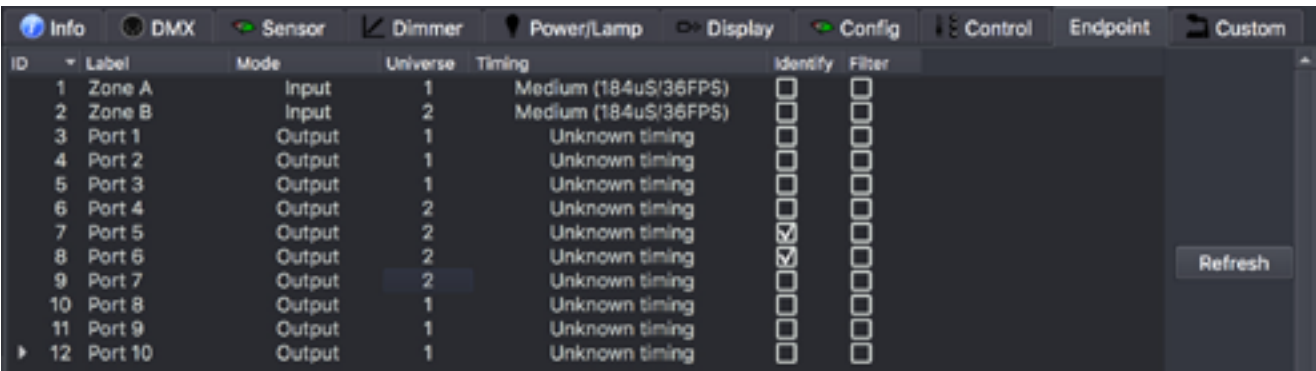 Info DMX Sensor Dimmer Power/Lamp Display Config Control Endpoint Custom
ID Label Mode Universe Timing Identify Filter
1 Zone A Input 1 Medium (184uS/36FPS)
2 Zone B Input 2 Medium (184uS/36FPS)
3 Port 1 Output 1 Unknown timing
4 Port 2 Output 1 Unknown timing
5 Port 3 Output 1 Unknown timing
6 Port 4 Output 2 Unknown timing
7 Port 5 Output 2 Unknown timing
8 Port 6 Output 2 Unknown timing
Refresh
9 Port 7 Output 2 Unknown timing
10 Port 8 Output 1 Unknown timing
11 Port 9 Output 1 Unknown timing
12 Port 10 Output 1 Unknown timing